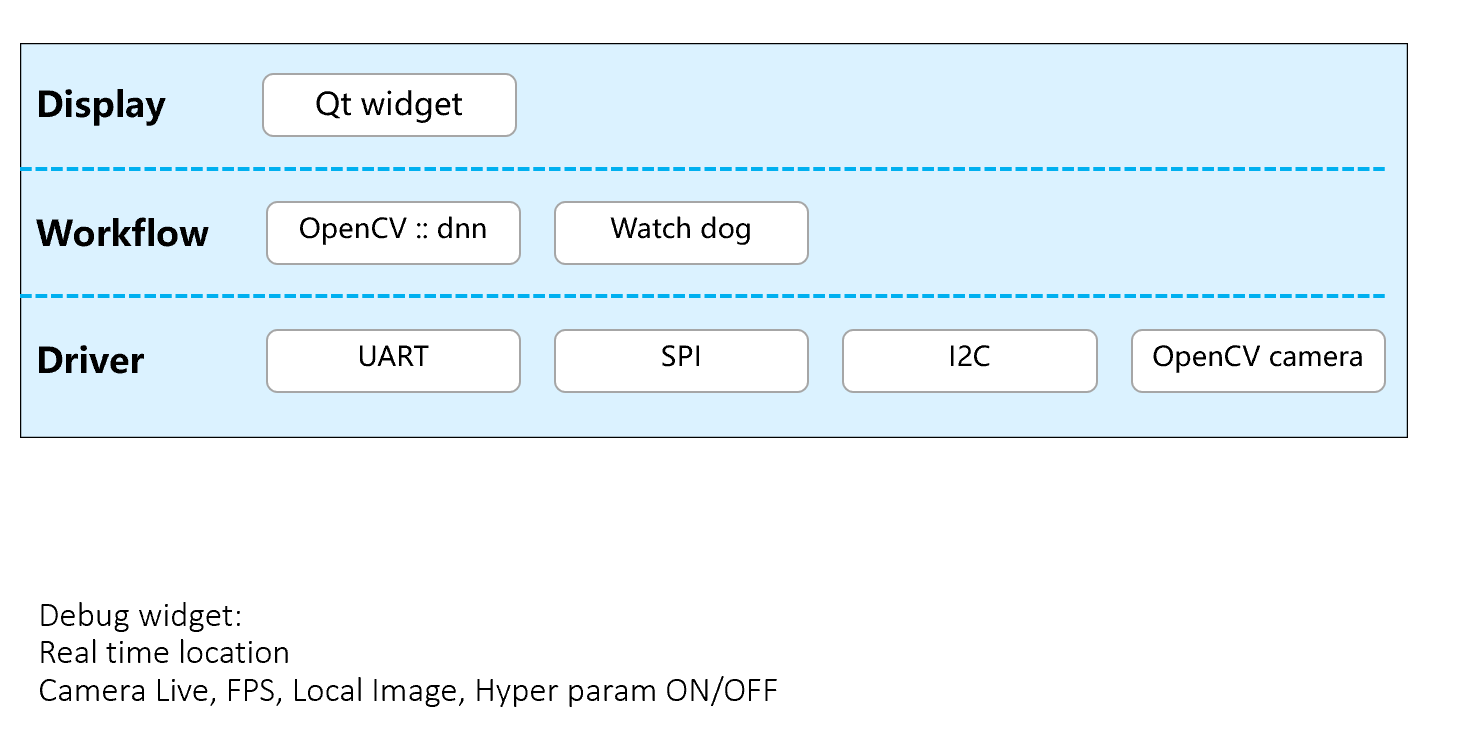 Display
Qt widget
Workflow
OpenCV :: dnn
Watch dog
Driver
UART
SPI
I2C
OpenCV camera
Debug widget:
Real time location
Camera Live, FPS, Local Image, Hyper param ON/OFF